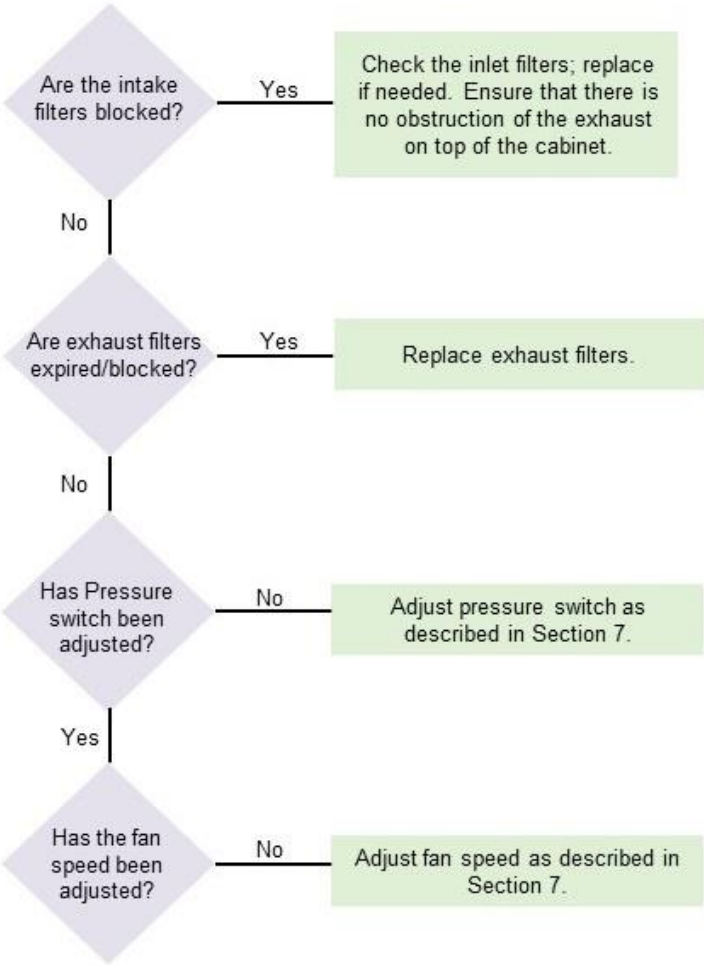 Are the intake
filters blocked?
Yes
Check the inlet filters; replace
if needed. Ensure that there is
no obstruction of the exhaust
on top of the cabinet.
No
Are exhaust filters
expired/blocked?
Yes
Replace exhaust filters.
No
Has Pressure
switch been
adjusted?
No
Adjust pressure switch as
described in Section 7.
Yes
Has the fan
speed been
adjusted?
No
Adjust fan speed as described in
Section 7.